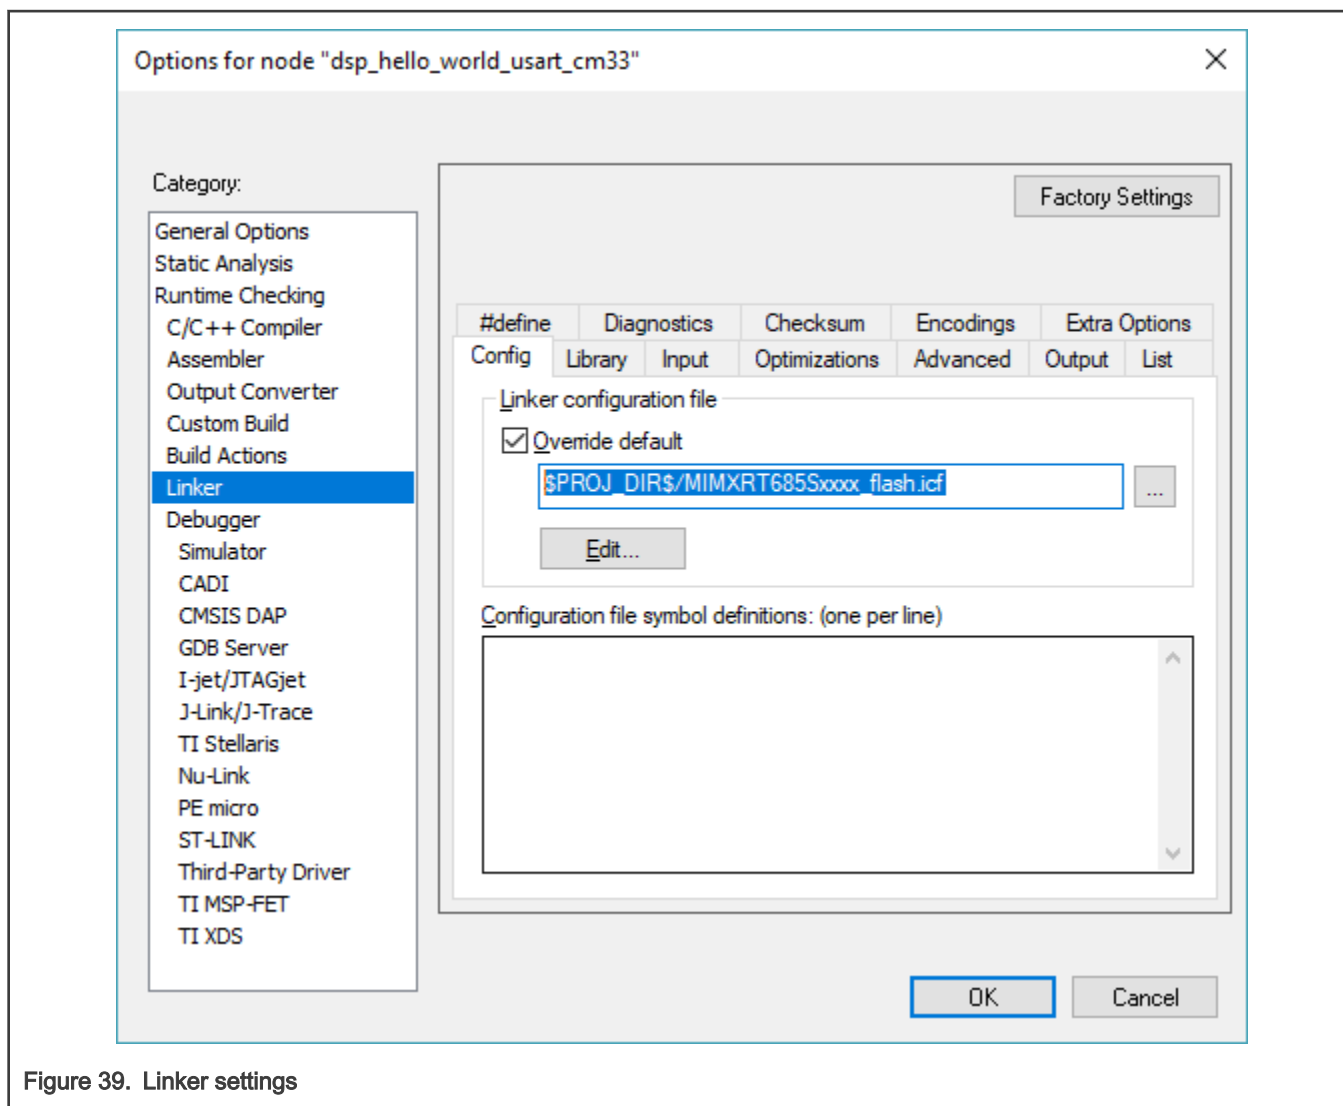 Options for node "dsp_hello_world_usart_cm33"
Category:
General Options
Static Analysis
Runtime Checking
C/C++ Compiler
Assembler
Output Converter
Custom Build
Build Actions
Linker
Debugger
Simulator
CADI
CMSIS DAP
GDB Server
I-jet/JTAGjet
J-Link/J-Trace
TI Stellaris
Nu-Link
PE micro
ST-LINK
Third-Party Driver
TI MSP-FET
TI XDS
Factory Settings
#define Diagnostics Checksum Encodings Extra Options
Config Library Input Optimizations Advanced Output List
Linker configuration file
Override default
$PROJ_DIR$/MIMXRT685Sxxxx_flash.icf
...
Edit...
Configuration file symbol definitions: (one per line)
OK Cancel
Figure 39. Linker settings